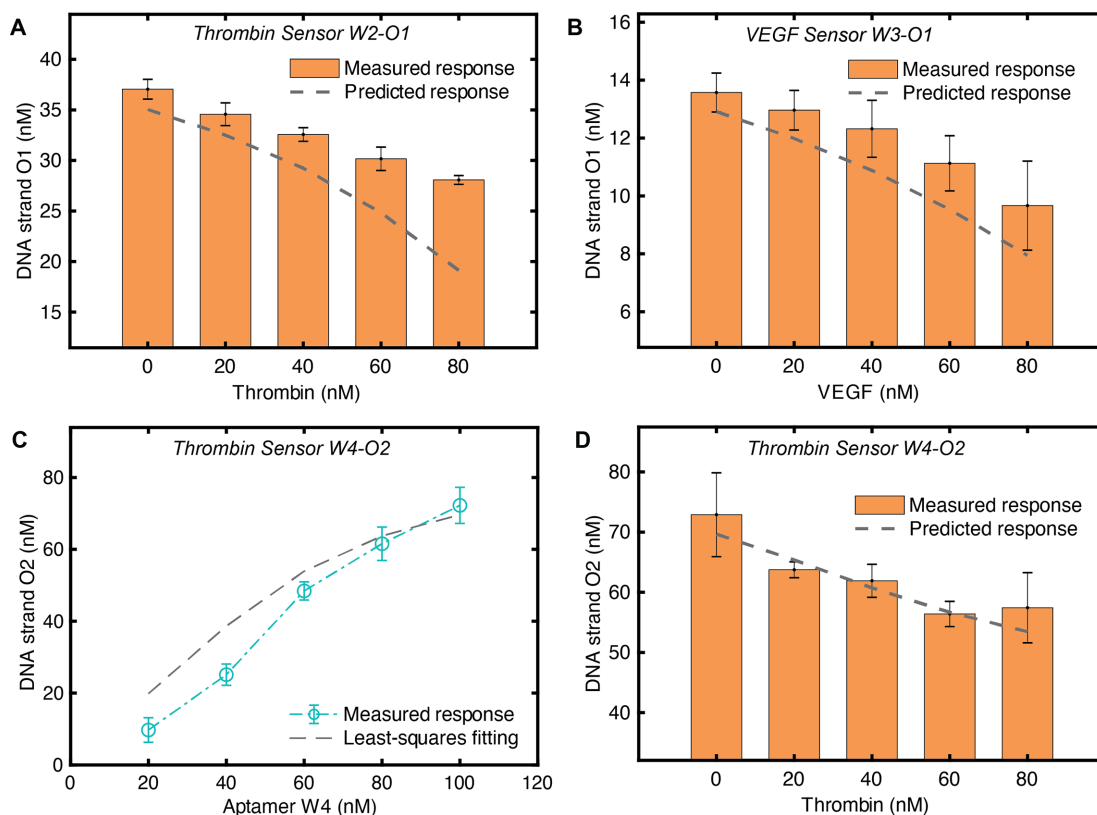 A
Thrombin Sensor W2-O1
Measured response
Predicted response
DNA strand O1 (nM)
40
35
30
25
20
15
0 20 40 60 80
Thrombin (nM)
B
VEGF Sensor W3-O1
Measured response
Predicted response
DNA strand O1 (nM)
16
14
12
10
8
6
0 20 40 60 80
VEGF (nM)
C
Thrombin Sensor W4-O2
DNA strand O2 (nM)
80
60
40
20
0
Measured response
Least-squares fitting
0 20 40 60 80 100 120
Aptamer W4 (nM)
D
Thrombin Sensor W4-O2
Measured response
Predicted response
DNA strand O2 (nM)
80
70
60
50
40
0 20 40 60 80
Thrombin (nM)